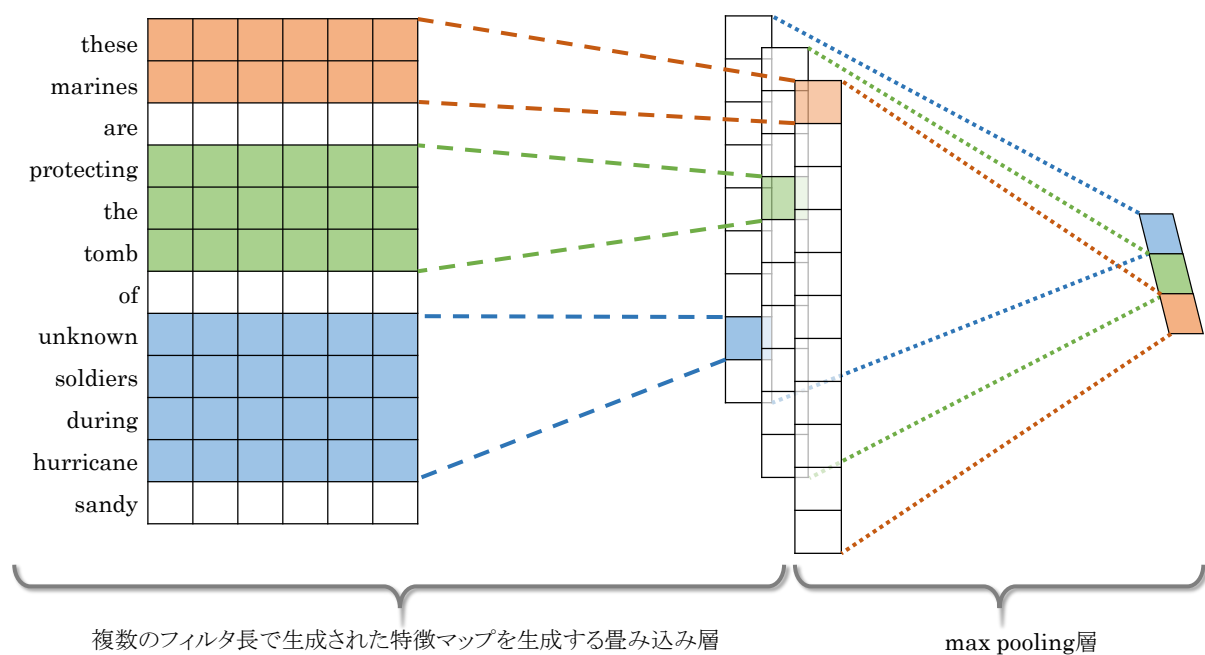 these
marines
are
protecting
the
tomb
of
unknown
soldiers
during
hurricane
sandy
複数のフィルタ長で生成された特徴マップを生成する畳み込み層
max pooling層